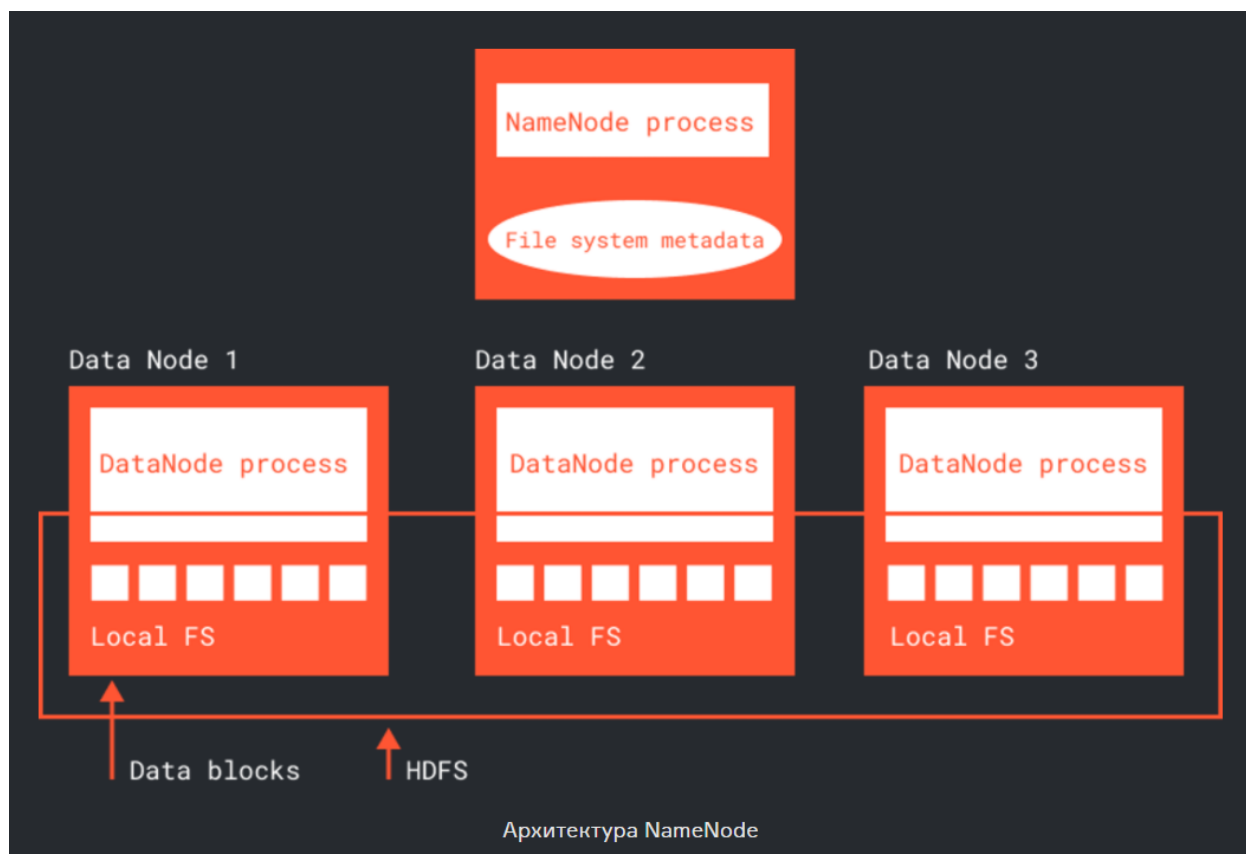 NameNode process
File system metadata
Data Node 1
Data Node 2
Data Node 3
DataNode process
DataNode process
DataNode process
Local FS
Local FS
Local FS
Data blocks
HDFS
Архитектура NameNode